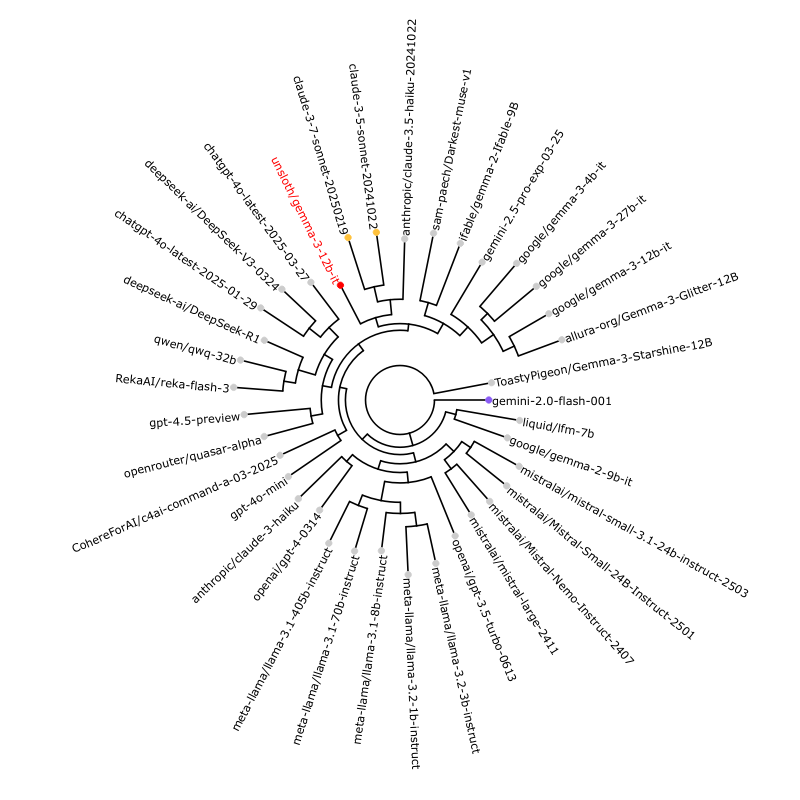 anthropic/claude-3.5-haiku-20241022
sam-paech/Darkest-muse-v1
ifable/gemma-2-Ifable-9B
gemini-2.5-pro-exp-03-25
google/gemma-3-4b-it
google/gemma-3-27b-it
google/gemma-3-12b-it
allura-org/Gemma-3-Glitter-12B
ToastyPigeon/Gemma-3-Starshine-12B
gemini-2.0-flash-001
liquid/lfm-7b
google/gemma-2-9b-it
mistralai/mistral-small-3.1-24b-instruct-2503
mistralai/Mistral-Small-24B-Instruct-2501
mistralai/Mistral-Nemo-Instruct-2407
mistralai/mistral-large-2411
openai/gpt-3.5-turbo-0613
meta-llama/llama-3.2-3b-instruct
meta-llama/llama-3.2-1b-instruct
meta-llama/llama-3.1-8b-instruct
meta-llama/llama-3.1-70b-instruct
meta-llama/llama-3.1-405b-instruct
openai/gpt-4-0314
anthropic/claude-3-haiku
gpt-4o-mini
CohereForAI/c4ai-command-a-03-2025
openrouter/quasar-alpha
gpt-4.5-preview
RekaAI/reka-flash-3
qwen/qwq-32b
deepseek-ai/DeepSeek-R1
chatgpt-4o-latest-2025-01-29
deepseek-ai/DeepSeek-V3-0324
chatgpt-4o-latest-2025-03-27
unsloth/gemma-3-12b-it
claude-3-7-sonnet-20250219
claude-3-5-sonnet-20241022